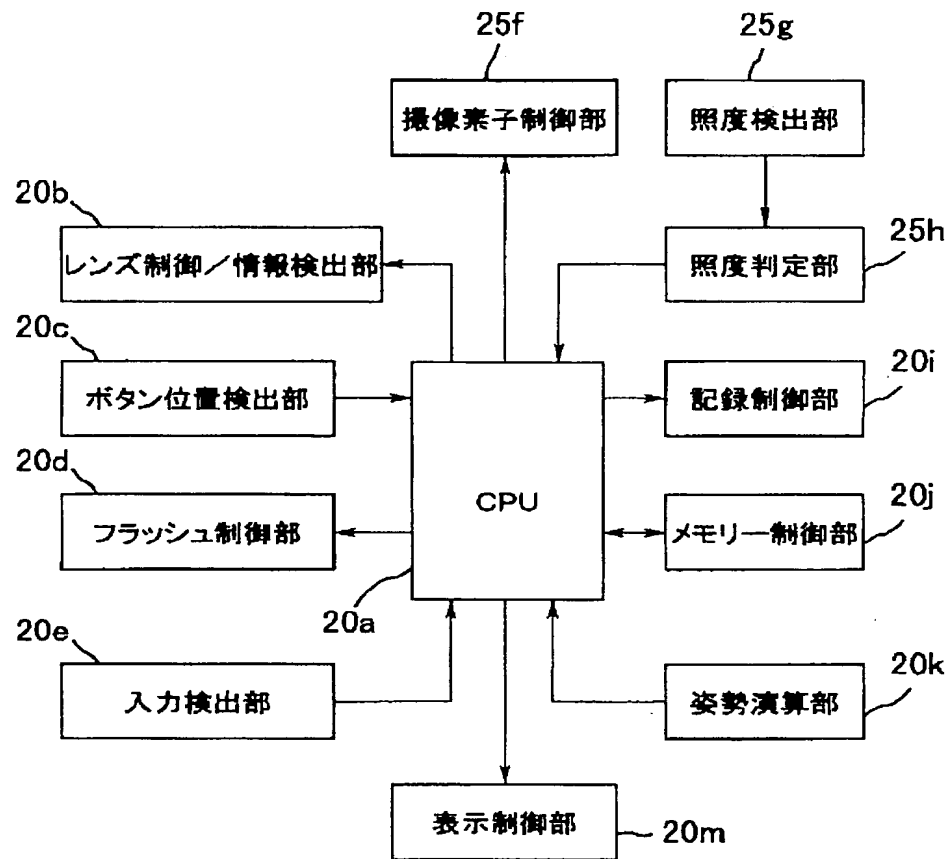 25f
25g
撮像素子制御部
照度検出部
20b
25h
レンズ制御／情報検出部
照度判定部
20c
20i
ボタン位置検出部
記録制御部
20d
20j
フラッシュ制御部
CPU
メモリー制御部
20a
20e
20k
入力検出部
姿勢演算部
表示制御部
20m